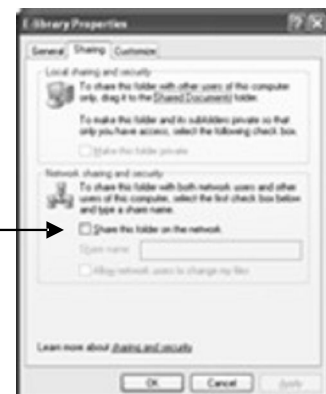 E-library Properties
General Sharing Customize
Local sharing and security
To share this folder with other users of this computer
only, drag it to the Shared Documents folder.
To make this folder and its subfolders private so that
only you have access, select the following check box.
Make this folder private
Network sharing and security
To share this folder with both network users and other
users of this computer, select the first check box below
and type a share name.
Share this folder on the network
Share name:
Allow network users to change my files
Learn more about sharing and security.
OK Cancel Apply